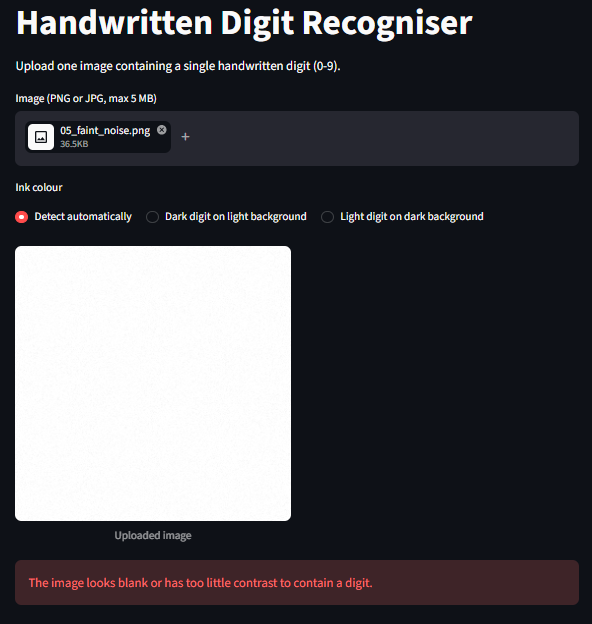 Handwritten Digit Recogniser
Upload one image containing a single handwritten digit (0-9).
Image (PNG or JPG, max 5 MB)
05_faint_noise.png
36.5KB
Ink colour
Detect automatically Dark digit on light background Light digit on dark background
Uploaded image
The image looks blank or has too little contrast to contain a digit.